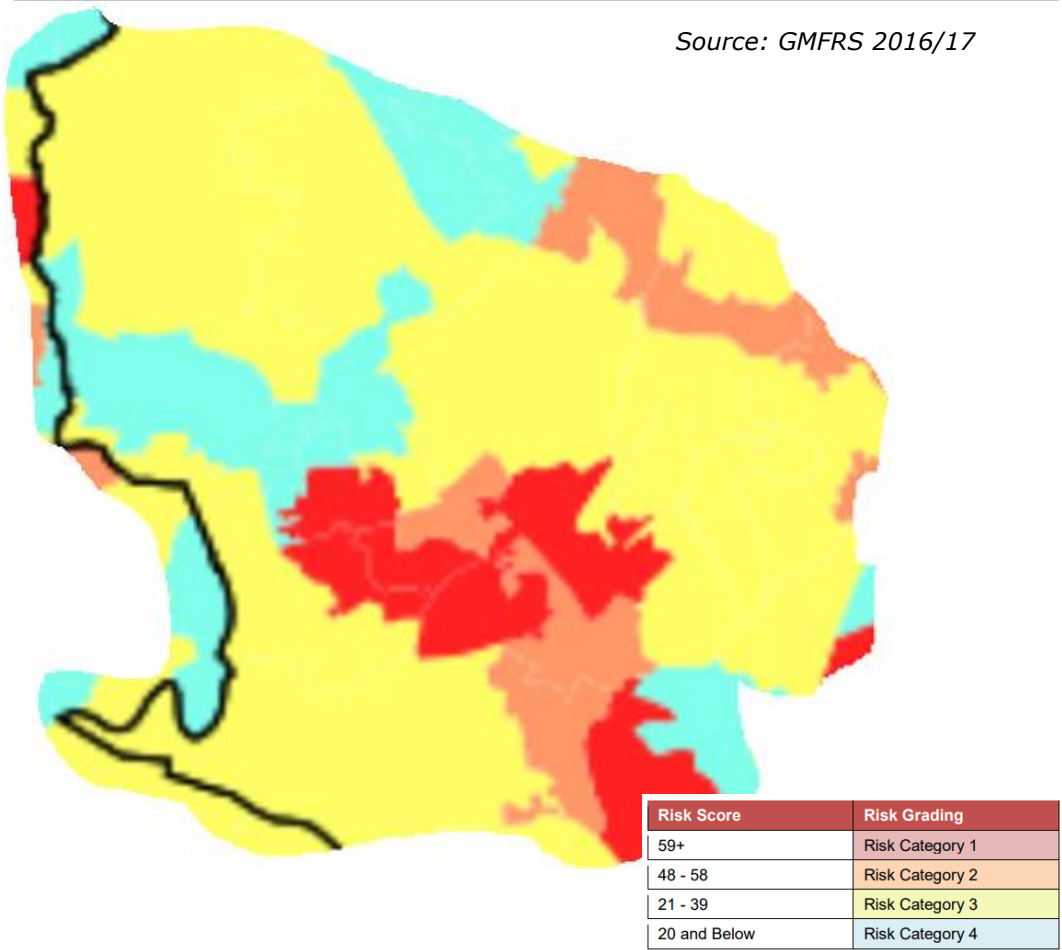 Source: GMFRS 2016/17
Risk Score Risk Grading
59+ Risk Category 1
48 - 58 Risk Category 2
21 - 39 Risk Category 3
20 and Below Risk Category 4